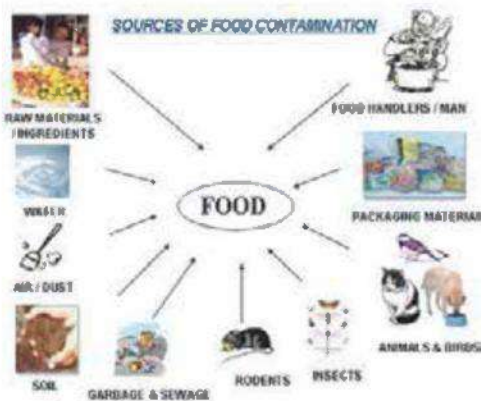 SOURCES OF FOOD CONTAMINATION
RAW MATERIALS
/ INGREDIENTS
FOOD HANDLERS / MAN
WATER
FOOD
PACKAGING MATERIAL
AIR / DUST
ANIMALS & BIRDS
SOIL
GARBAGE & SEWAGE
RODENTS
INSECTS